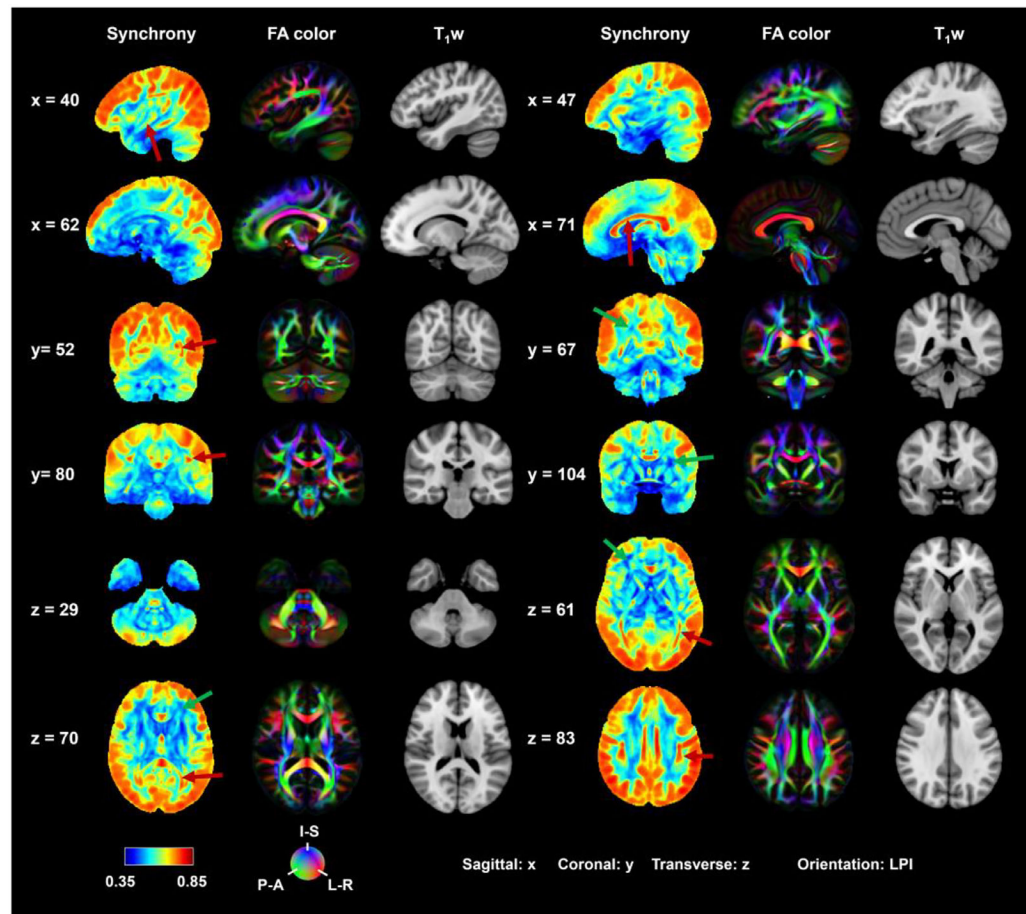 Synchrony FA color T₁w Synchrony FA color T₁w
x = 40 x = 47
x = 62 x = 71
y= 52 y = 67
y= 80 y = 104
z = 29 z = 61
z = 70 z = 83
I-S
P-A L-R
0.35 0.85
Sagittal: x Coronal: y Transverse: z Orientation: LPI